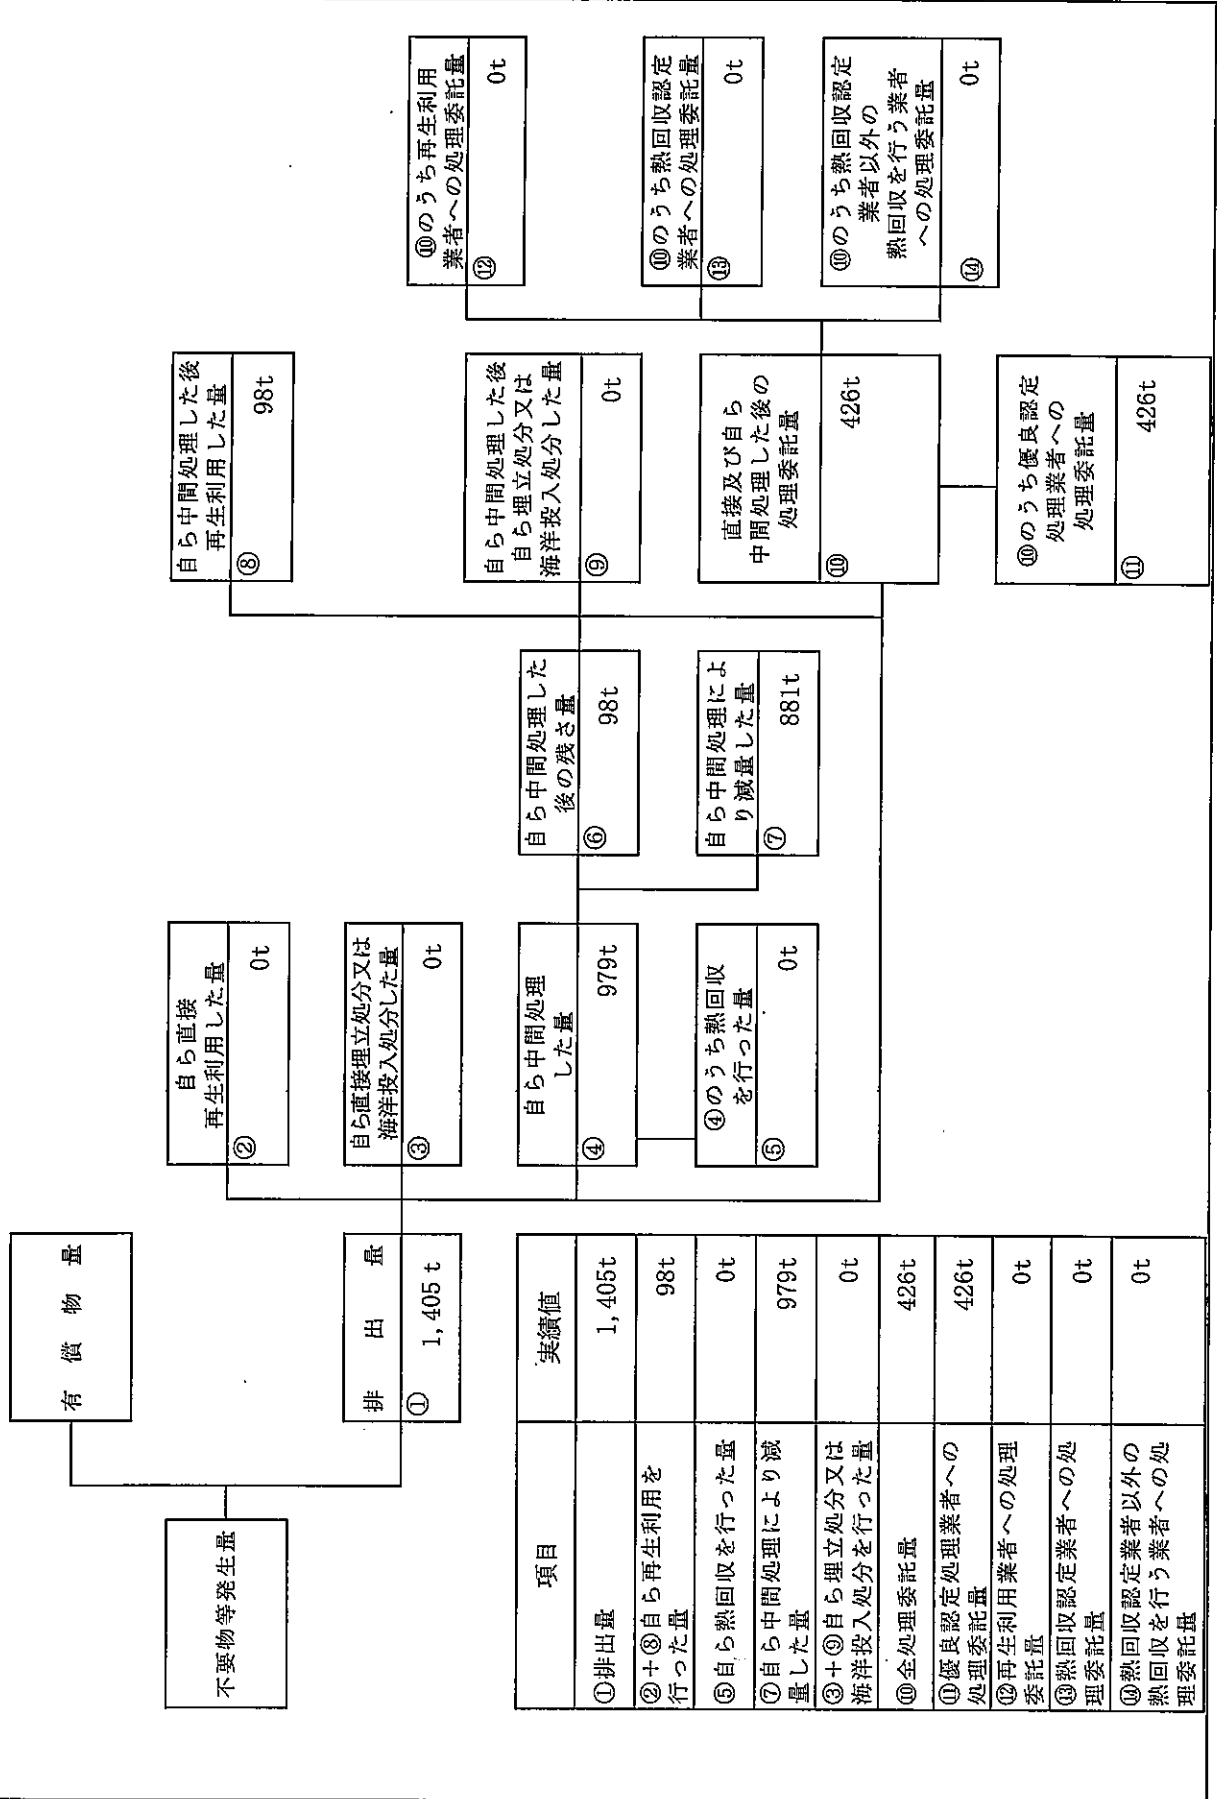 不要物等発生量
有償物量
排出量
① 1,405 t
自ら直接
再生利用した量
② 0t
自ら直接埋立処分又は
海洋投入処分した量
③ 0t
自ら中間処理
した量
④ 979t
④のうち熱回収
を行った量
⑤ 0t
自ら中間処理した
後の残さ量
⑥ 98t
自ら中間処理によ
り減量した量
⑦ 881t
自ら中間処理した後
再生利用した量
⑧ 98t
自ら中間処理した後
自ら埋立処分又は
海洋投入処分した量
⑨ 0t
直接及び自ら
中間処理した後の
処理委託量
⑩ 426t
⑩のうち優良認定
処理業者への
処理委託量
⑪ 426t
⑩のうち再生利用
業者への処理委託量
⑫ 0t
⑩のうち熱回収認定
業者への処理委託量
⑬ 0t
⑩のうち熱回収認定
業者以外の
熱回収を行う業者
への処理委託量
⑭ 0t
項目 実績値
①排出量 1,405t
②+⑧自ら再生利用を
行った量 98t
⑤自ら熱回収を行った量 0t
⑦自ら中間処理により減
量した量 979t
③+⑨自ら埋立処分又は
海洋投入処分を行った量 0t
⑩全処理委託量 426t
⑪優良認定処理業者への
処理委託量 426t
⑫再生利用業者への処理
委託量 0t
⑬熱回収認定業者への処
理委託量 0t
⑭熱回収認定業者以外の
熱回収を行う業者への処
理委託量 0t